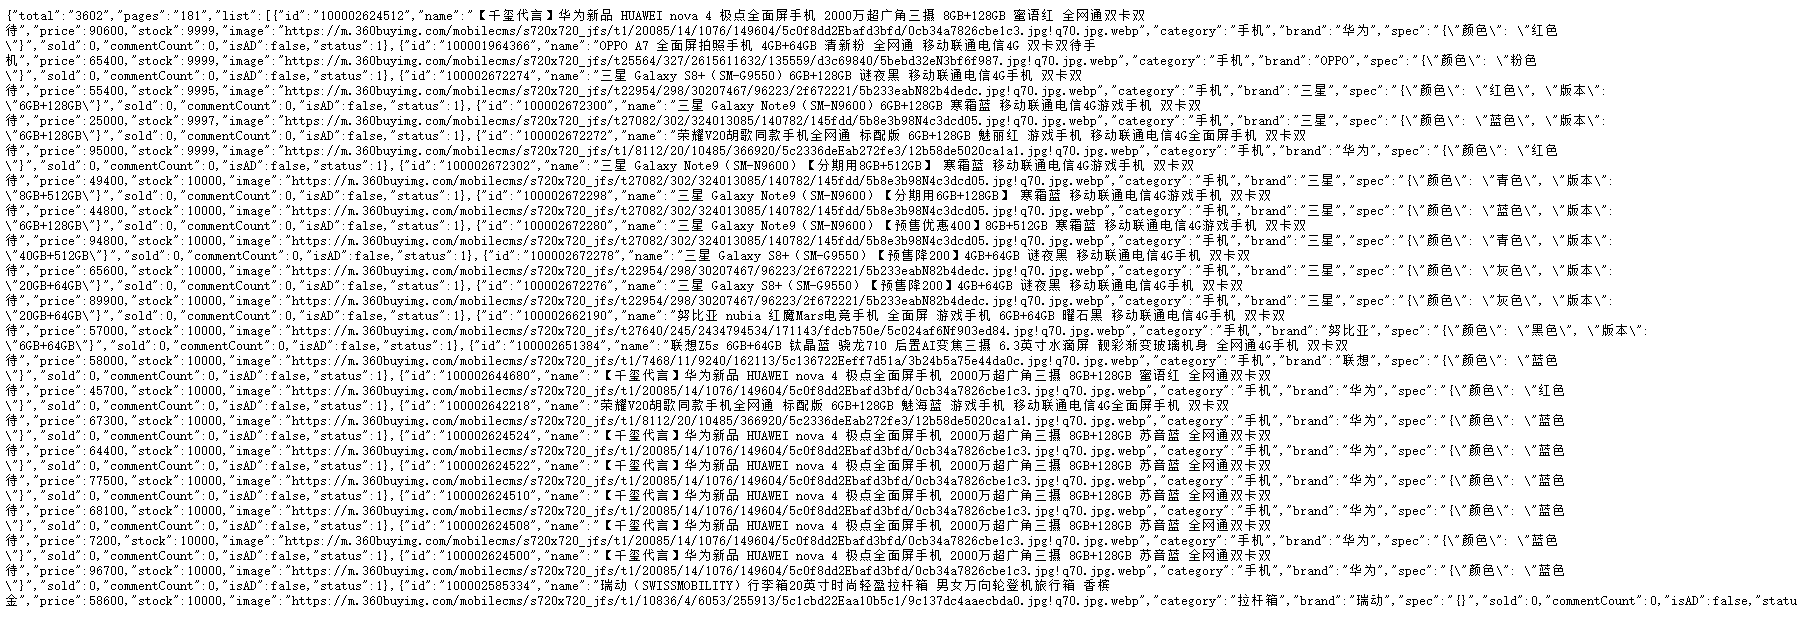 {"total":"3602","pages":"181","list":[{"id":"100002624512","name":"【千玺代言】华为新品 HUAWEI nova 4 极点全面屏手机 2000万超广角三摄 8GB+128GB 蜜语红 全网通双卡双
待","price":90600,"stock":9999,"image":"https://m.360buyimg.com/mobilecms/s720x720_jfs/t1/20085/14/1076/149604/5c0f8dd2Ebafd3bfd/0cb34a7826cbe1c3.jpg!q70.jpg.webp","category":"手机","brand":"华为","spec":"{\"颜色\": \"红色
\"}","sold":0,"commentCount":0,"isAD":false,"status":1},{"id":"100001964366","name":"OPPO A7 全面屏拍照手机 4GB+64GB 清新粉 全网通 移动联通电信4G 双卡双待手
机","price":65400,"stock":9999,"image":"https://m.360buyimg.com/mobilecms/s720x720_jfs/t25564/327/2615611632/135559/d3c69840/5bebd32eN3bf6f987.jpg!q70.jpg.webp","category":"手机","brand":"OPPO","spec":"{\"颜色\": \"粉色
\"}","sold":0,"commentCount":0,"isAD":false,"status":1},{"id":"100002672274","name":"三星 Galaxy S8+（SM-G9550）6GB+128GB 谜夜黑 移动联通电信4G手机 双卡双
待","price":55400,"stock":9995,"image":"https://m.360buyimg.com/mobilecms/s720x720_jfs/t22954/298/30207467/96223/2f672221/5b233eabN82b4dedc.jpg!q70.jpg.webp","category":"手机","brand":"三星","spec":"{\"颜色\": \"红色\", \"版本\":
\"6GB+128GB\"}","sold":0,"commentCount":0,"isAD":false,"status":1},{"id":"100002672300","name":"三星 Galaxy Note9（SM-N9600）6GB+128GB 寒霜蓝 移动联通电信4G游戏手机 双卡双
待","price":25000,"stock":9997,"image":"https://m.360buyimg.com/mobilecms/s720x720_jfs/t27082/302/324013085/140782/145fdd/5b8e3b98N4c3dcd05.jpg!q70.jpg.webp","category":"手机","brand":"三星","spec":"{\"颜色\": \"蓝色\", \"版本\":
\"6GB+128GB\"}","sold":0,"commentCount":0,"isAD":false,"status":1},{"id":"100002672272","name":"荣耀V20胡歌同款手机全网通 标配版 6GB+128GB 魅丽红 游戏手机 移动联通电信4G全面屏手机 双卡双
待","price":95000,"stock":9999,"image":"https://m.360buyimg.com/mobilecms/s720x720_jfs/t1/8112/20/10485/366920/5c2336deEab272fe3/12b58de5020ca1a1.jpg!q70.jpg.webp","category":"手机","brand":"华为","spec":"{\"颜色\": \"红色
\"}","sold":0,"commentCount":0,"isAD":false,"status":1},{"id":"100002672302","name":"三星 Galaxy Note9（SM-N9600）【分期用8GB+512GB】 寒霜蓝 移动联通电信4G游戏手机 双卡双
待","price":49400,"stock":10000,"image":"https://m.360buyimg.com/mobilecms/s720x720_jfs/t27082/302/324013085/140782/145fdd/5b8e3b98N4c3dcd05.jpg!q70.jpg.webp","category":"手机","brand":"三星","spec":"{\"颜色\": \"青色\", \"版本\":
\"8GB+512GB\"}","sold":0,"commentCount":0,"isAD":false,"status":1},{"id":"100002672298","name":"三星 Galaxy Note9（SM-N9600）【分期用6GB+128GB】 寒霜蓝 移动联通电信4G游戏手机 双卡双
待","price":44800,"stock":10000,"image":"https://m.360buyimg.com/mobilecms/s720x720_jfs/t27082/302/324013085/140782/145fdd/5b8e3b98N4c3dcd05.jpg!q70.jpg.webp","category":"手机","brand":"三星","spec":"{\"颜色\": \"蓝色\", \"版本\":
\"6GB+128GB\"}","sold":0,"commentCount":0,"isAD":false,"status":1},{"id":"100002672280","name":"三星 Galaxy Note9（SM-N9600）【预售优惠400】8GB+512GB 寒霜蓝 移动联通电信4G游戏手机 双卡双
待","price":94800,"stock":10000,"image":"https://m.360buyimg.com/mobilecms/s720x720_jfs/t27082/302/324013085/140782/145fdd/5b8e3b98N4c3dcd05.jpg!q70.jpg.webp","category":"手机","brand":"三星","spec":"{\"颜色\": \"青色\", \"版本\":
\"40GB+512GB\"}","sold":0,"commentCount":0,"isAD":false,"status":1},{"id":"100002672278","name":"三星 Galaxy S8+（SM-G9550）【预售降200】4GB+64GB 谜夜黑 移动联通电信4G手机 双卡双
待","price":65600,"stock":10000,"image":"https://m.360buyimg.com/mobilecms/s720x720_jfs/t22954/298/30207467/96223/2f672221/5b233eabN82b4dedc.jpg!q70.jpg.webp","category":"手机","brand":"三星","spec":"{\"颜色\": \"灰色\", \"版本\":
\"20GB+64GB\"}","sold":0,"commentCount":0,"isAD":false,"status":1},{"id":"100002672276","name":"三星 Galaxy S8+（SM-G9550）【预售降200】4GB+64GB 谜夜黑 移动联通电信4G手机 双卡双
待","price":89900,"stock":10000,"image":"https://m.360buyimg.com/mobilecms/s720x720_jfs/t22954/298/30207467/96223/2f672221/5b233eabN82b4dedc.jpg!q70.jpg.webp","category":"手机","brand":"三星","spec":"{\"颜色\": \"灰色\", \"版本\":
\"20GB+64GB\"}","sold":0,"commentCount":0,"isAD":false,"status":1},{"id":"100002662190","name":"努比亚 nubia 红魔Mars电竞手机 全面屏 游戏手机 6GB+64GB 曜石黑 移动联通电信4G手机 双卡双
待","price":57000,"stock":10000,"image":"https://m.360buyimg.com/mobilecms/s720x720_jfs/t27640/245/2434794534/171143/fdcb750e/5c024af6Nf903ed84.jpg!q70.jpg.webp","category":"手机","brand":"努比亚","spec":"{\"颜色\": \"黑色\", \"版本\":
\"6GB+64GB\"}","sold":0,"commentCount":0,"isAD":false,"status":1},{"id":"100002651384","name":"联想Z5s 6GB+64GB 钛晶蓝 骁龙710 后置AI变焦三摄 6.3英寸水滴屏 靓彩渐变玻璃机身 全网通4G手机 双卡双
待","price":58000,"stock":10000,"image":"https://m.360buyimg.com/mobilecms/s720x720_jfs/t1/7468/11/9240/162113/5c136722Eeff7d51a/3b24b5a75e44da0c.jpg!q70.jpg.webp","category":"手机","brand":"联想","spec":"{\"颜色\": \"蓝色
\"}","sold":0,"commentCount":0,"isAD":false,"status":1},{"id":"100002644680","name":"【千玺代言】华为新品 HUAWEI nova 4 极点全面屏手机 2000万超广角三摄 8GB+128GB 蜜语红 全网通双卡双
待","price":45700,"stock":10000,"image":"https://m.360buyimg.com/mobilecms/s720x720_jfs/t1/20085/14/1076/149604/5c0f8dd2Ebafd3bfd/0cb34a7826cbe1c3.jpg!q70.jpg.webp","category":"手机","brand":"华为","spec":"{\"颜色\": \"红色
\"}","sold":0,"commentCount":0,"isAD":false,"status":1},{"id":"100002642218","name":"荣耀V20胡歌同款手机全网通 标配版 6GB+128GB 魅海蓝 游戏手机 移动联通电信4G全面屏手机 双卡双
待","price":67300,"stock":10000,"image":"https://m.360buyimg.com/mobilecms/s720x720_jfs/t1/8112/20/10485/366920/5c2336deEab272fe3/12b58de5020ca1a1.jpg!q70.jpg.webp","category":"手机","brand":"华为","spec":"{\"颜色\": \"蓝色
\"}","sold":0,"commentCount":0,"isAD":false,"status":1},{"id":"100002624524","name":"【千玺代言】华为新品 HUAWEI nova 4 极点全面屏手机 2000万超广角三摄 8GB+128GB 苏音蓝 全网通双卡双
待","price":64400,"stock":10000,"image":"https://m.360buyimg.com/mobilecms/s720x720_jfs/t1/20085/14/1076/149604/5c0f8dd2Ebafd3bfd/0cb34a7826cbe1c3.jpg!q70.jpg.webp","category":"手机","brand":"华为","spec":"{\"颜色\": \"蓝色
\"}","sold":0,"commentCount":0,"isAD":false,"status":1},{"id":"100002624522","name":"【千玺代言】华为新品 HUAWEI nova 4 极点全面屏手机 2000万超广角三摄 8GB+128GB 苏音蓝 全网通双卡双
待","price":77500,"stock":10000,"image":"https://m.360buyimg.com/mobilecms/s720x720_jfs/t1/20085/14/1076/149604/5c0f8dd2Ebafd3bfd/0cb34a7826cbe1c3.jpg!q70.jpg.webp","category":"手机","brand":"华为","spec":"{\"颜色\": \"蓝色
\"}","sold":0,"commentCount":0,"isAD":false,"status":1},{"id":"100002624510","name":"【千玺代言】华为新品 HUAWEI nova 4 极点全面屏手机 2000万超广角三摄 8GB+128GB 苏音蓝 全网通双卡双
待","price":68100,"stock":10000,"image":"https://m.360buyimg.com/mobilecms/s720x720_jfs/t1/20085/14/1076/149604/5c0f8dd2Ebafd3bfd/0cb34a7826cbe1c3.jpg!q70.jpg.webp","category":"手机","brand":"华为","spec":"{\"颜色\": \"蓝色
\"}","sold":0,"commentCount":0,"isAD":false,"status":1},{"id":"100002624508","name":"【千玺代言】华为新品 HUAWEI nova 4 极点全面屏手机 2000万超广角三摄 8GB+128GB 苏音蓝 全网通双卡双
待","price":7200,"stock":10000,"image":"https://m.360buyimg.com/mobilecms/s720x720_jfs/t1/20085/14/1076/149604/5c0f8dd2Ebafd3bfd/0cb34a7826cbe1c3.jpg!q70.jpg.webp","category":"手机","brand":"华为","spec":"{\"颜色\": \"蓝色
\"}","sold":0,"commentCount":0,"isAD":false,"status":1},{"id":"100002624500","name":"【千玺代言】华为新品 HUAWEI nova 4 极点全面屏手机 2000万超广角三摄 8GB+128GB 苏音蓝 全网通双卡双
待","price":96700,"stock":10000,"image":"https://m.360buyimg.com/mobilecms/s720x720_jfs/t1/20085/14/1076/149604/5c0f8dd2Ebafd3bfd/0cb34a7826cbe1c3.jpg!q70.jpg.webp","category":"手机","brand":"华为","spec":"{\"颜色\": \"蓝色
\"}","sold":0,"commentCount":0,"isAD":false,"status":1},{"id":"100002585334","name":"瑞动（SWISSMOBILITY）行李箱20英寸时尚轻盈拉杆箱 男女万向轮登机旅行箱 香槟
金","price":58600,"stock":10000,"image":"https://m.360buyimg.com/mobilecms/s720x720_jfs/t1/10836/4/6053/255913/5c1cbd22Eaa10b5c1/9c137dc4aaecbda0.jpg!q70.jpg.webp","category":"拉杆箱","brand":"瑞动","spec":"{}","sold":0,"commentCount":0,"isAD":false,"statu